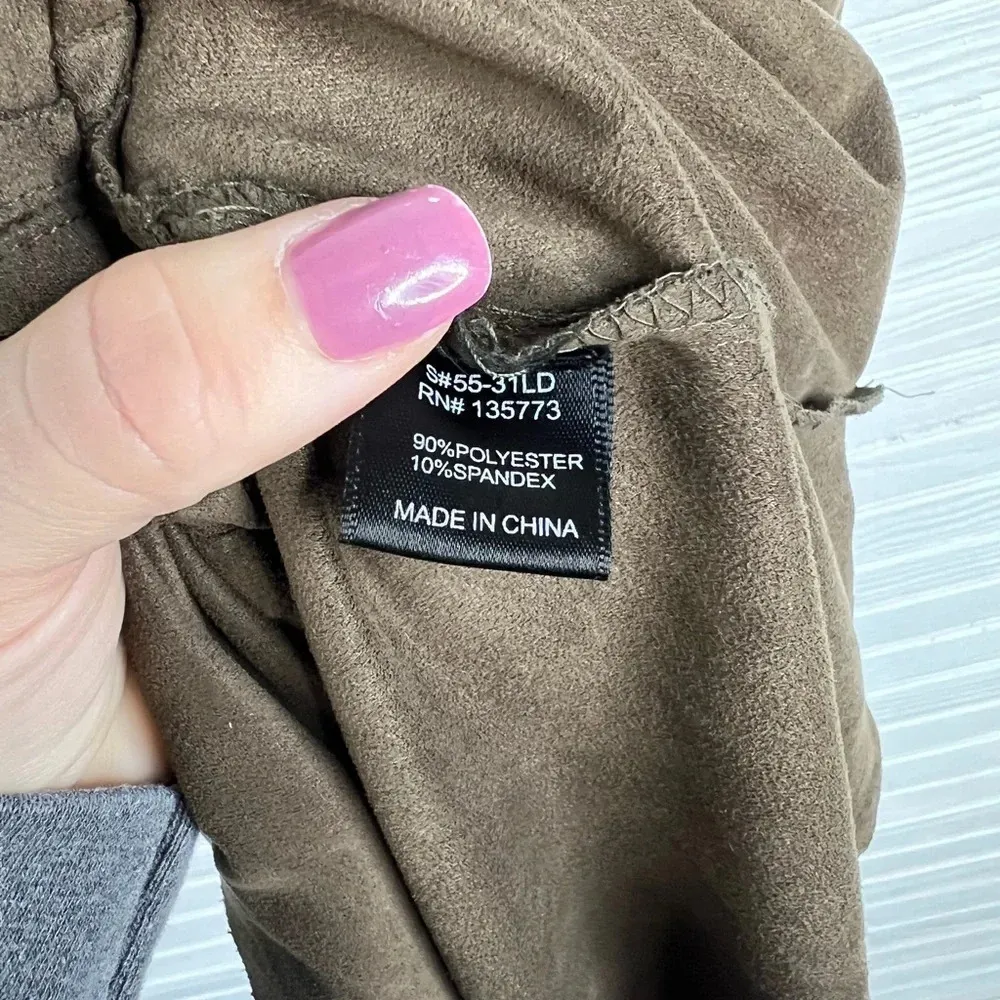 S#55-31LD
RN# 135773
90%POLYESTER
10%SPANDEX
MADE IN CHINA